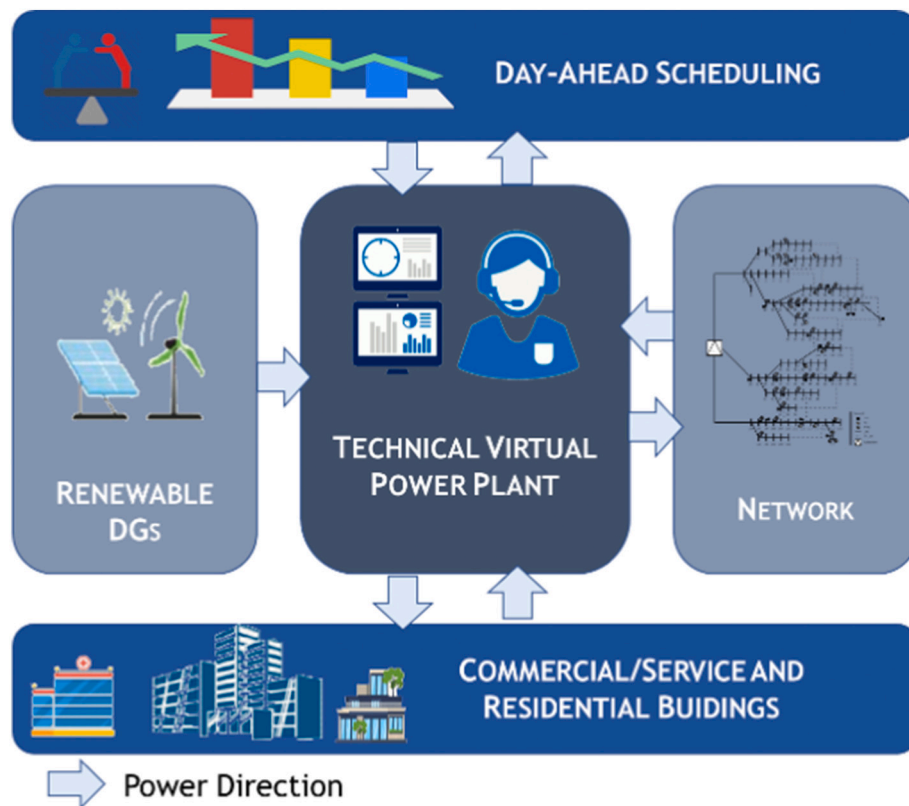 DAY-AHEAD SCHEDULING
TECHNICAL VIRTUAL
POWER PLANT
RENEWABLE
DGS
NETWORK
COMMERCIAL/SERVICE AND
RESIDENTIAL BUIDINGS
Power Direction